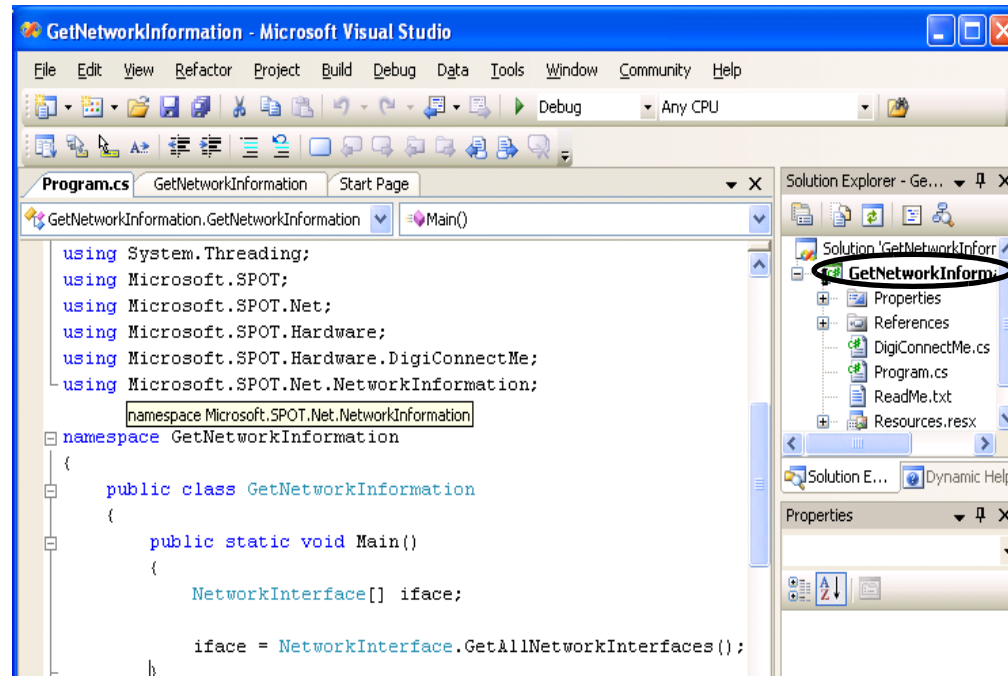 GetNetworkInformation - Microsoft Visual Studio
File Edit View Refactor Project Build Debug Data Tools Window Community Help
Debug Any CPU
Program.cs GetNetworkInformation Start Page
GetNetworkInformation.GetNetworkInformation Main()
using System.Threading;
using Microsoft.SPOT;
using Microsoft.SPOT.Net;
using Microsoft.SPOT.Hardware;
using Microsoft.SPOT.Hardware.DigiConnectMe;
using Microsoft.SPOT.Net.NetworkInformation;
namespace Microsoft.SPOT.Net.NetworkInformation
namespace GetNetworkInformation
{
public class GetNetworkInformation
{
public static void Main()
{
NetworkInterface[] iface;
iface = NetworkInterface.GetAllNetworkInterfaces();
}
Solution Explorer - Ge...
Solution 'GetNetworkInforr
GetNetworkInform
Properties
References
DigiConnectMe.cs
Program.cs
ReadMe.txt
Resources.resx
Solution E... Dynamic Help
Properties